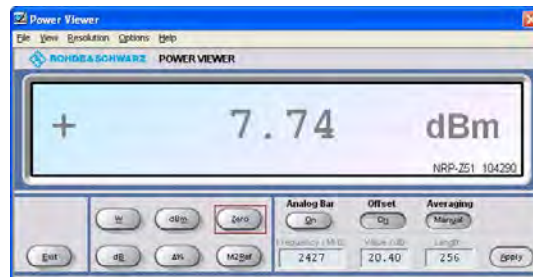 Power Viewer
File View Resolution Options Help
ROHDE & SCHWARZ POWER VIEWER
+ 7.74 dBm
NRP-Z51 104290
Analog Bar Offset Averaging
W dBm Zero On On Manual
Frequency / MHz Value / dB Length
Exit dB Δ% M2Ref 2427 20.40 256 Apply